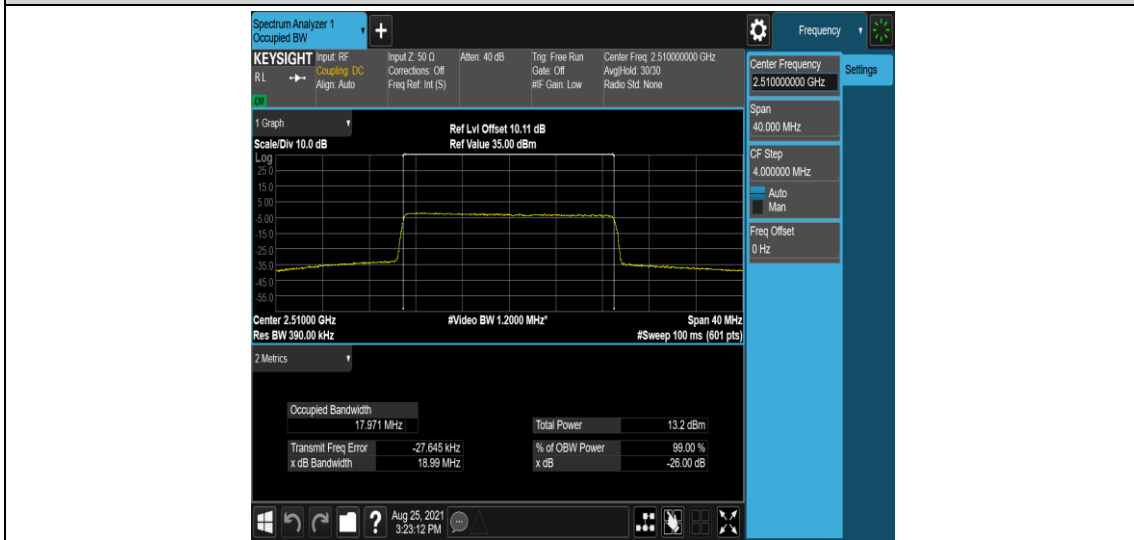 Spectrum Analyzer 1
Occupied BW
Frequency
KEYSIGHT
RL
LXI
Input: RF
Coupling: DC
Align: Auto
Input Z: 50 Ω
Corrections: Off
Freq Ref: Int (S)
Atten: 40 dB
Trig: Free Run
Gate: Off
#IF Gain: Low
Center Freq: 2.510000000 GHz
Avg|Hold: 30/30
Radio Std: None
Center Frequency
2.510000000 GHz
Settings
Span
40.000 MHz
CF Step
4.000000 MHz
Auto
Man
Freq Offset
0 Hz
1 Graph
Scale/Div 10.0 dB
Ref Lvl Offset 10.11 dB
Ref Value 35.00 dBm
Log
25.0
15.0
5.00
-5.00
-15.0
-25.0
-35.0
-45.0
-55.0
Center 2.51000 GHz
Res BW 390.00 kHz
#Video BW 1.2000 MHz*
Span 40 MHz
#Sweep 100 ms (601 pts)
2 Metrics
Occupied Bandwidth
17.971 MHz
Total Power 13.2 dBm
Transmit Freq Error -27.645 kHz
% of OBW Power 99.00 %
x dB Bandwidth 18.99 MHz
x dB -26.00 dB
?
Aug 25, 2021
3:23:12 PM